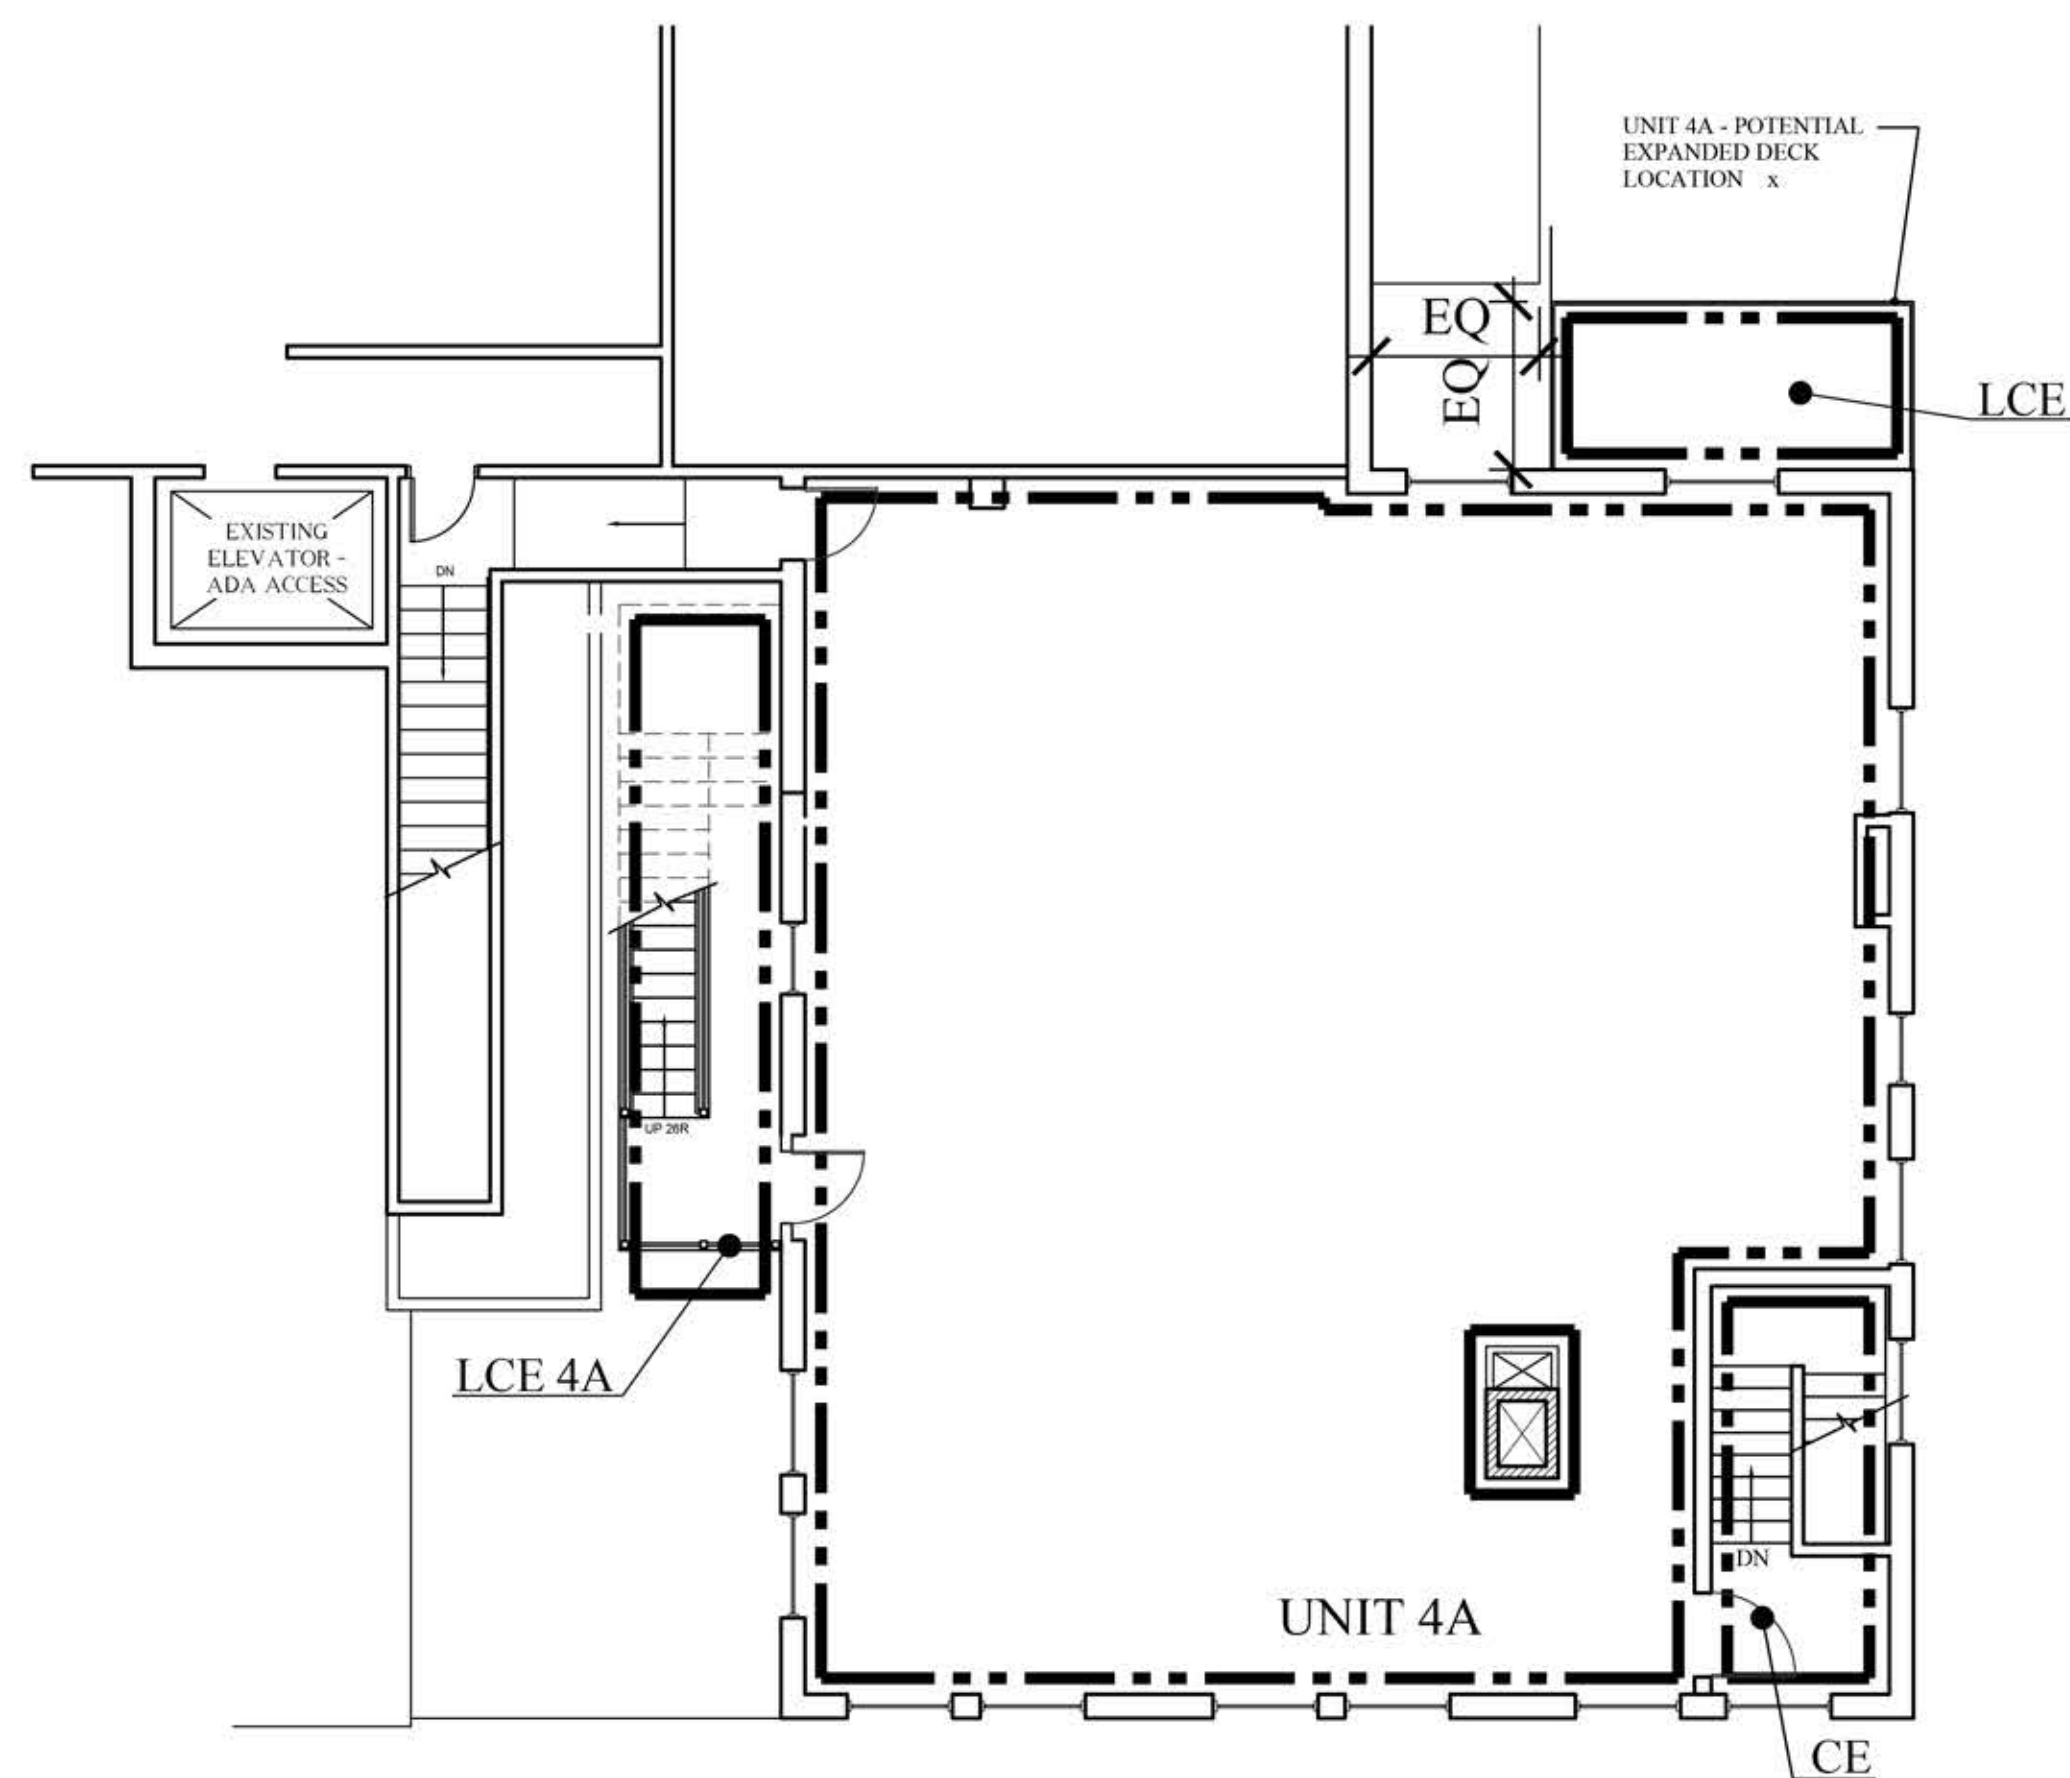 UNIT 4A - POTENTIAL
EXPANDED DECK
LOCATION x
EQ
EQ
LCE
EXISTING
ELEVATOR -
ADA ACCESS
DN
UP 26R
LCE 4A
DN
UNIT 4A
CE